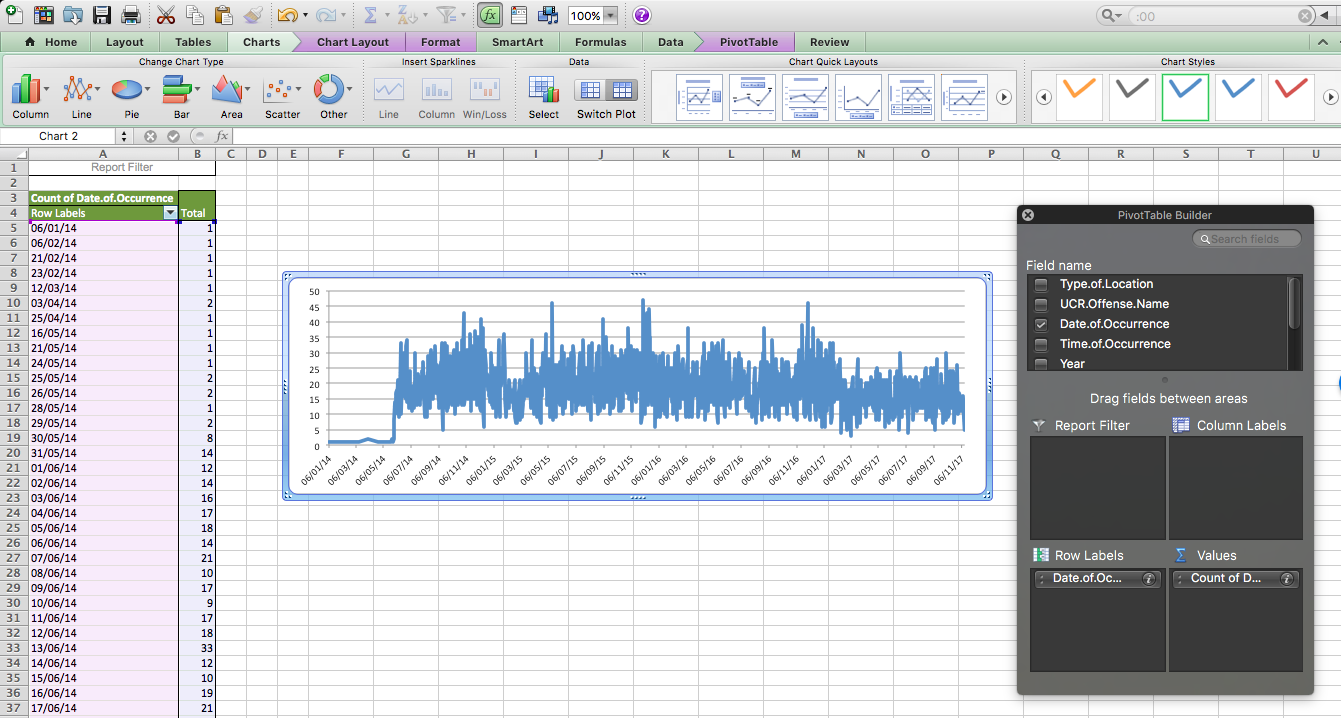 100%
:00
Home Layout Tables Charts Chart Layout Format SmartArt Formulas Data PivotTable Review
Change Chart Type Insert Sparklines Data Chart Quick Layouts Chart Styles
Column Line Pie Bar Area Scatter Other Line Column Win/Loss Select Switch Plot
Chart 2 fx
A B C D E F G H I J K L M N O P Q R S T U
1 Report Filter
2
3 Count of Date.of.Occurrence
4 Row Labels Total
5 06/01/14 1
6 06/02/14 1
7 21/02/14 1
8 23/02/14 1
9 12/03/14 1
10 03/04/14 2
11 25/04/14 1
12 16/05/14 1
13 21/05/14 1
14 24/05/14 1
15 25/05/14 2
16 26/05/14 2
17 28/05/14 1
18 29/05/14 2
19 30/05/14 8
20 31/05/14 14
21 01/06/14 12
22 02/06/14 14
23 03/06/14 16
24 04/06/14 17
25 05/06/14 18
26 06/06/14 14
27 07/06/14 21
28 08/06/14 10
29 09/06/14 17
30 10/06/14 9
31 11/06/14 17
32 12/06/14 18
33 13/06/14 33
34 14/06/14 12
35 15/06/14 10
36 16/06/14 19
37 17/06/14 21
50
45
40
35
30
25
20
15
10
5
0
06/01/14 06/03/14 06/05/14 06/07/14 06/09/14 06/11/14 06/01/15 06/03/15 06/05/15 06/07/15 06/09/15 06/11/15 06/01/16 06/03/16 06/05/16 06/07/16 06/09/16 06/11/16 06/01/17 06/03/17 06/05/17 06/07/17 06/09/17 06/11/17
PivotTable Builder
Search fields
Field name
Type.of.Location
UCR.Offense.Name
Date.of.Occurrence
Time.of.Occurrence
Year
Drag fields between areas
Report Filter Column Labels
Row Labels Values
Date.of.Oc... Count of D...